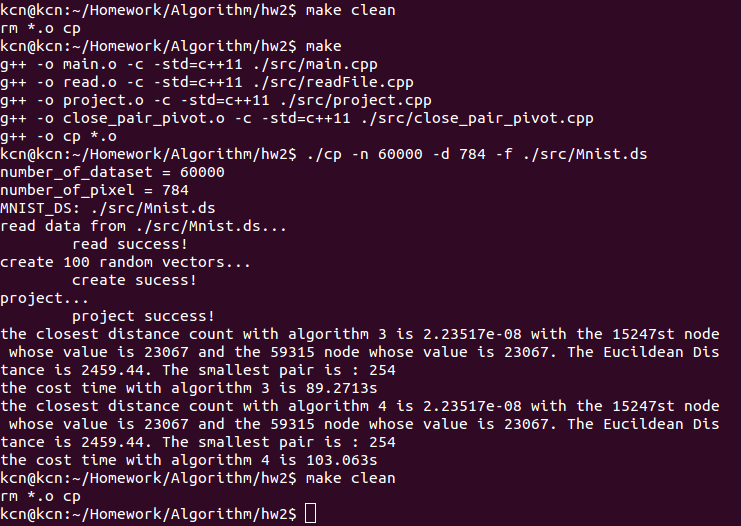 kcn@kcn:~/Homework/Algorithm/hw2$ make clean
rm *.o cp
kcn@kcn:~/Homework/Algorithm/hw2$ make
g++ -o main.o -c -std=c++11 ./src/main.cpp
g++ -o read.o -c -std=c++11 ./src/readFile.cpp
g++ -o project.o -c -std=c++11 ./src/project.cpp
g++ -o close_pair_pivot.o -c -std=c++11 ./src/close_pair_pivot.cpp
g++ -o cp *.o
kcn@kcn:~/Homework/Algorithm/hw2$ ./cp -n 60000 -d 784 -f ./src/Mnist.ds
number_of_dataset = 60000
number_of_pixel = 784
MNIST_DS: ./src/Mnist.ds
read data from ./src/Mnist.ds...
        read success!
create 100 random vectors...
        create sucess!
project...
        project success!
the closest distance count with algorithm 3 is 2.23517e-08 with the 15247st node
 whose value is 23067 and the 59315 node whose value is 23067. The Eucildean Dis
tance is 2459.44. The smallest pair is : 254
the cost time with algorithm 3 is 89.2713s
the closest distance count with algorithm 4 is 2.23517e-08 with the 15247st node
 whose value is 23067 and the 59315 node whose value is 23067. The Eucildean Dis
tance is 2459.44. The smallest pair is : 254
the cost time with algorithm 4 is 103.063s
kcn@kcn:~/Homework/Algorithm/hw2$ make clean
rm *.o cp
kcn@kcn:~/Homework/Algorithm/hw2$